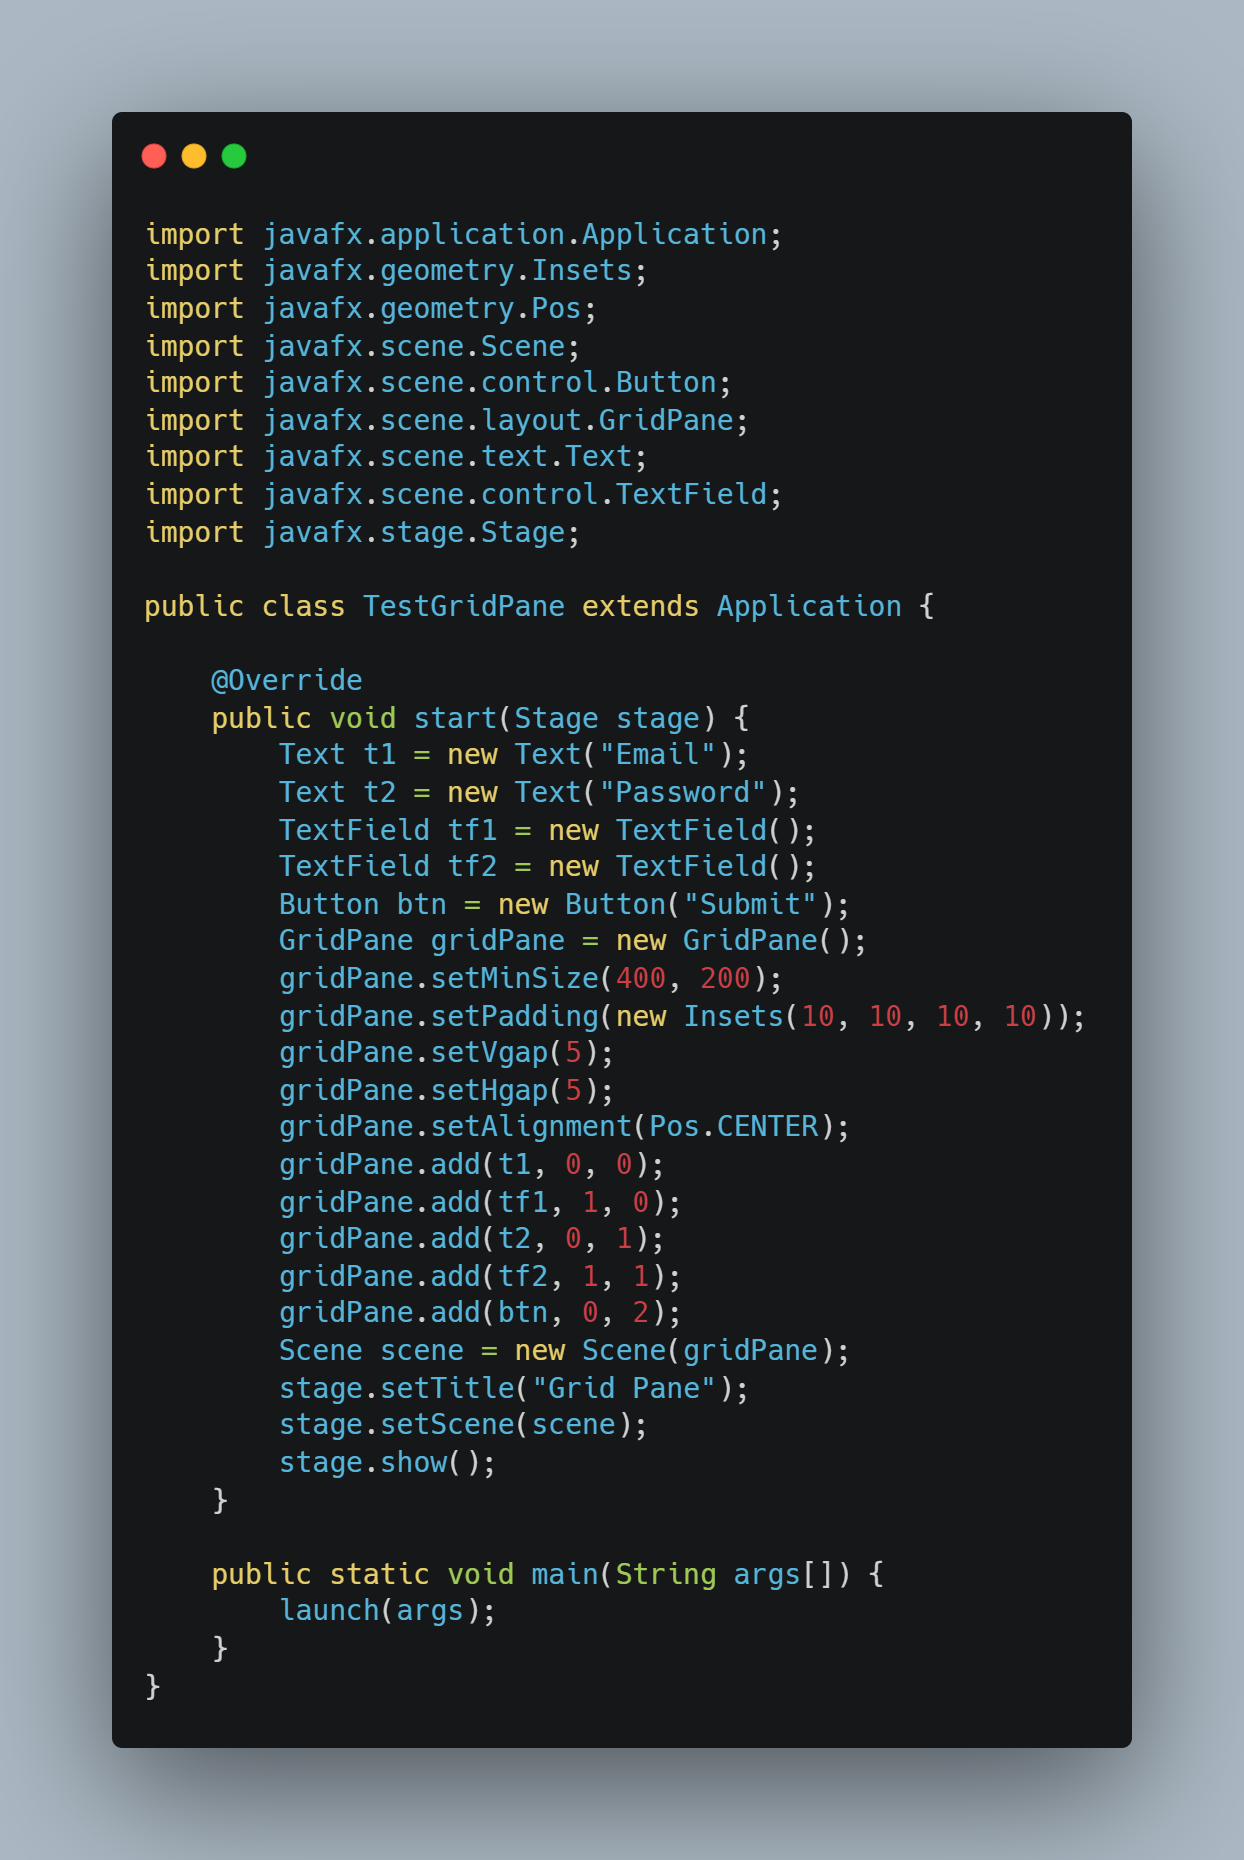 import javafx.application.Application;
import javafx.geometry.Insets;
import javafx.geometry.Pos;
import javafx.scene.Scene;
import javafx.scene.control.Button;
import javafx.scene.layout.GridPane;
import javafx.scene.text.Text;
import javafx.scene.control.TextField;
import javafx.stage.Stage;

public class TestGridPane extends Application {

    @Override
    public void start(Stage stage) {
        Text t1 = new Text("Email");
        Text t2 = new Text("Password");
        TextField tf1 = new TextField();
        TextField tf2 = new TextField();
        Button btn = new Button("Submit");
        GridPane gridPane = new GridPane();
        gridPane.setMinSize(400, 200);
        gridPane.setPadding(new Insets(10, 10, 10, 10));
        gridPane.setVgap(5);
        gridPane.setHgap(5);
        gridPane.setAlignment(Pos.CENTER);
        gridPane.add(t1, 0, 0);
        gridPane.add(tf1, 1, 0);
        gridPane.add(t2, 0, 1);
        gridPane.add(tf2, 1, 1);
        gridPane.add(btn, 0, 2);
        Scene scene = new Scene(gridPane);
        stage.setTitle("Grid Pane");
        stage.setScene(scene);
        stage.show();
    }

    public static void main(String args[]) {
        launch(args);
    }
}